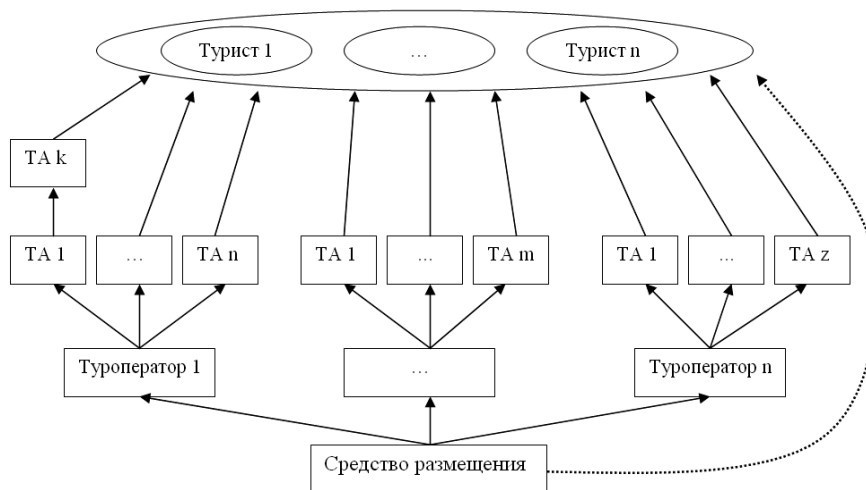 Турист 1
…
Турист n
ТА k
ТА 1
…
ТА n
ТА 1
…
ТА m
ТА 1
…
ТА z
Туроператор 1
…
Туроператор n
Средство размещения